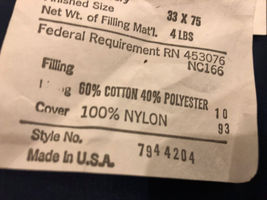 Finished Size 33 X 75
Net Wt. of Filling Mat'l. 4 LBS
Federal Requirement RN 453076
NC166
Filling
60% COTTON 40% POLYESTER
Cover 100% NYLON 10
93
Style No. 7944204
Made in U.S.A.